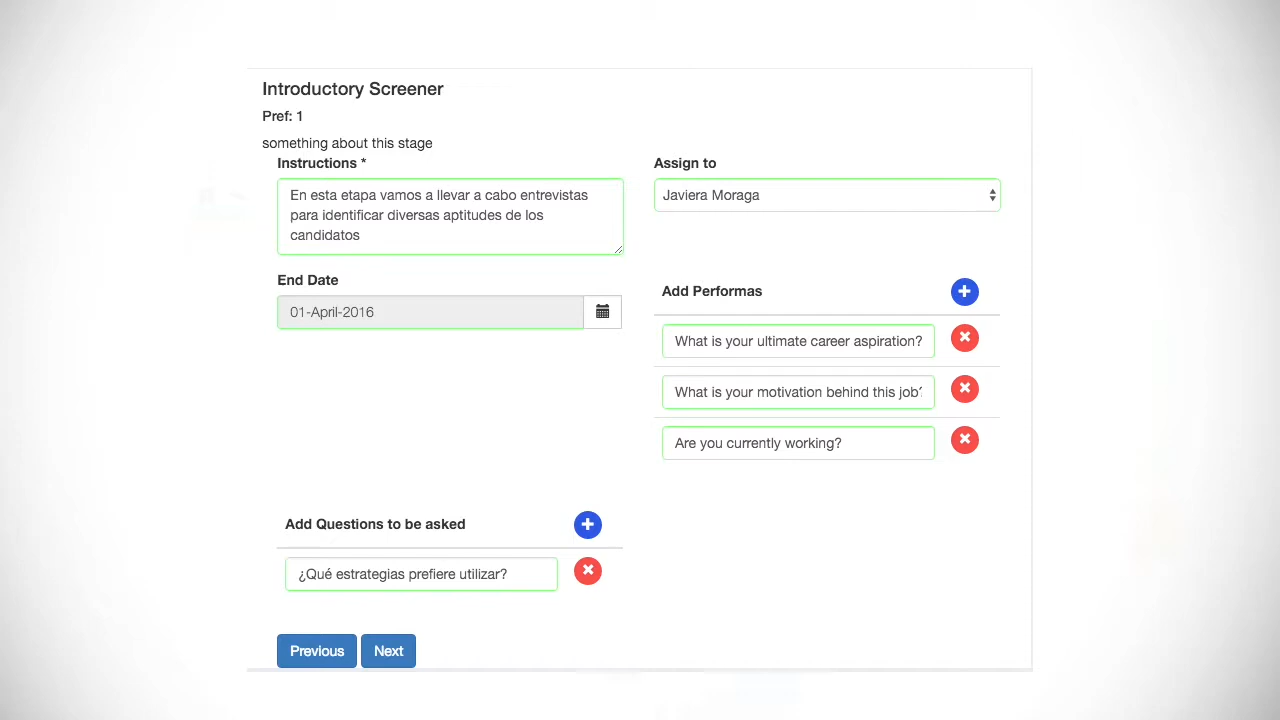 Introductory Screener
Pref: 1
something about this stage
Instructions *
En esta etapa vamos a llevar a cabo entrevistas
para identificar diversas aptitudes de los
candidatos
Assign to
Javiera Moraga
End Date
01-April-2016
Add Performas
What is your ultimate career aspiration?
What is your motivation behind this job?
Are you currently working?
Add Questions to be asked
¿Qué estrategias prefiere utilizar?
Previous
Next